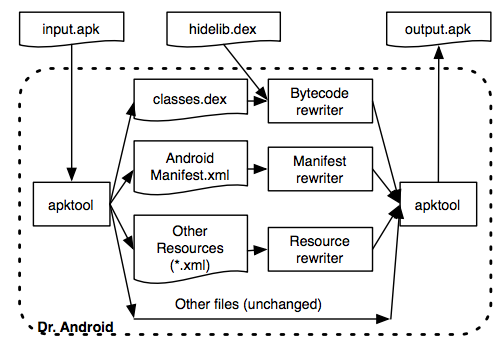 input.apk
hidelib.dex
output.apk
classes.dex
Bytecode
rewriter
Android
Manifest.xml
Manifest
rewriter
apktool
apktool
Other
Resources
(*.xml)
Resource
rewriter
Other files (unchanged)
Dr. Android